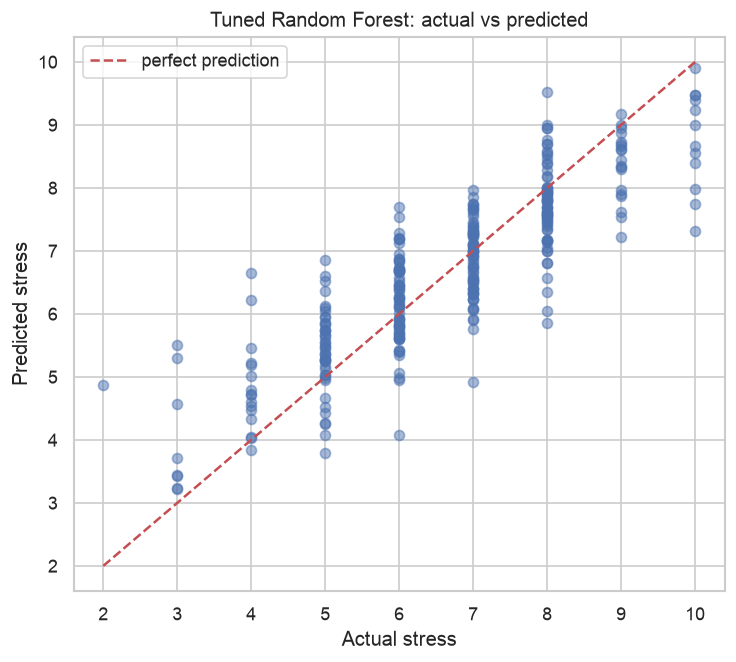 Tuned Random Forest: actual vs predicted
perfect prediction
10
9
8
7
6
5
4
3
2
Predicted stress
2 3 4 5 6 7 8 9 10
Actual stress